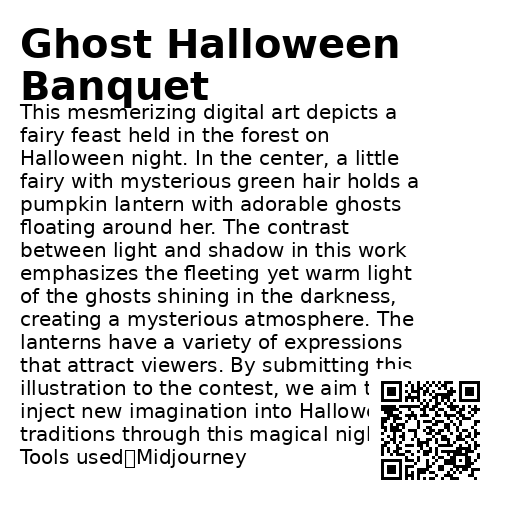 Ghost Halloween
Banquet
This mesmerizing digital art depicts a
fairy feast held in the forest on
Halloween night. In the center, a little
fairy with mysterious green hair holds a
pumpkin lantern with adorable ghosts
floating around her. The contrast
between light and shadow in this work
emphasizes the fleeting yet warm light
of the ghosts shining in the darkness,
creating a mysterious atmosphere. The
lanterns have a variety of expressions
that attract viewers. By submitting this
illustration to the contest, we aim
inject new imagination into
traditions through this magical
Tools used Midjourney